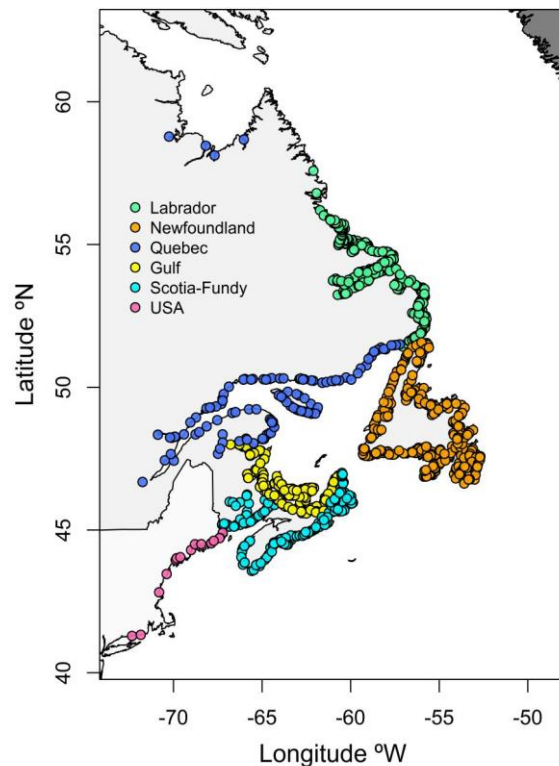 60
55
50
45
40
Latitude ºN
Labrador
Newfoundland
Quebec
Gulf
Scotia-Fundy
USA
-70 -65 -60 -55 -50
Longitude ºW